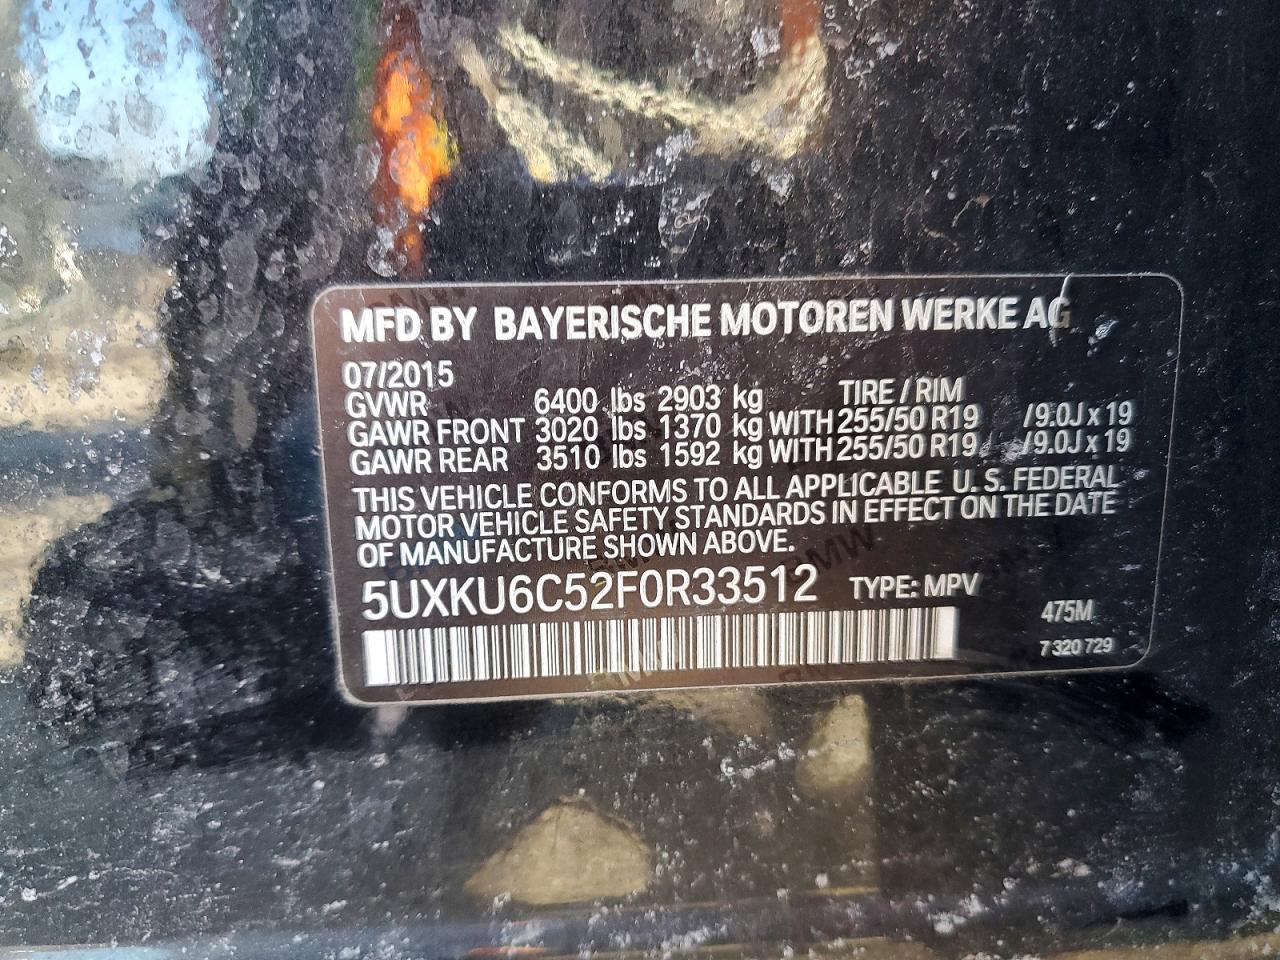 MFD BY BAYERISCHE MOTOREN WERKE AG
07/2015
GVWR 6400 lbs 2903 kg TIRE / RIM
GAWR FRONT 3020 lbs 1370 kg WITH 255/50 R19 /9.0J x 19
GAWR REAR 3510 lbs 1592 kg WITH 255/50 R19 /9.0J x 19
THIS VEHICLE CONFORMS TO ALL APPLICABLE U. S. FEDERAL
MOTOR VEHICLE SAFETY STANDARDS IN EFFECT ON THE DATE
OF MANUFACTURE SHOWN ABOVE.
5UXKU6C52F0R33512 TYPE: MPV
475M
7 320 729